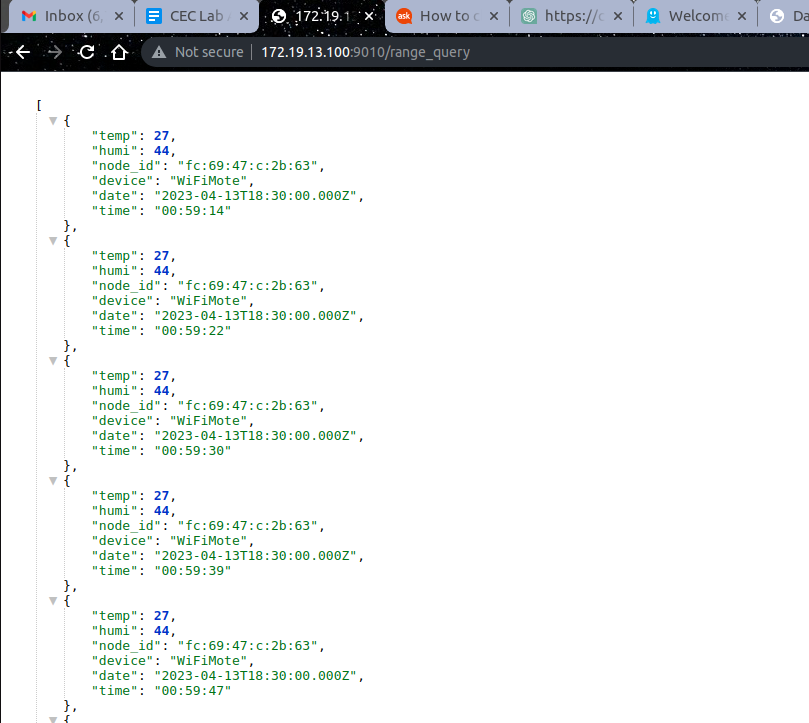 Inbox (6,
CEC Lab
172.19.1
ask
How to c
https://c
Welcome
Da
Not secure
172.19.13.100:9010/range_query
[
{
"temp": 27,
"humi": 44,
"node_id": "fc:69:47:c:2b:63",
"device": "WiFiMote",
"date": "2023-04-13T18:30:00.000Z",
"time": "00:59:14"
},
{
"temp": 27,
"humi": 44,
"node_id": "fc:69:47:c:2b:63",
"device": "WiFiMote",
"date": "2023-04-13T18:30:00.000Z",
"time": "00:59:22"
},
{
"temp": 27,
"humi": 44,
"node_id": "fc:69:47:c:2b:63",
"device": "WiFiMote",
"date": "2023-04-13T18:30:00.000Z",
"time": "00:59:30"
},
{
"temp": 27,
"humi": 44,
"node_id": "fc:69:47:c:2b:63",
"device": "WiFiMote",
"date": "2023-04-13T18:30:00.000Z",
"time": "00:59:39"
},
{
"temp": 27,
"humi": 44,
"node_id": "fc:69:47:c:2b:63",
"device": "WiFiMote",
"date": "2023-04-13T18:30:00.000Z",
"time": "00:59:47"
},
{